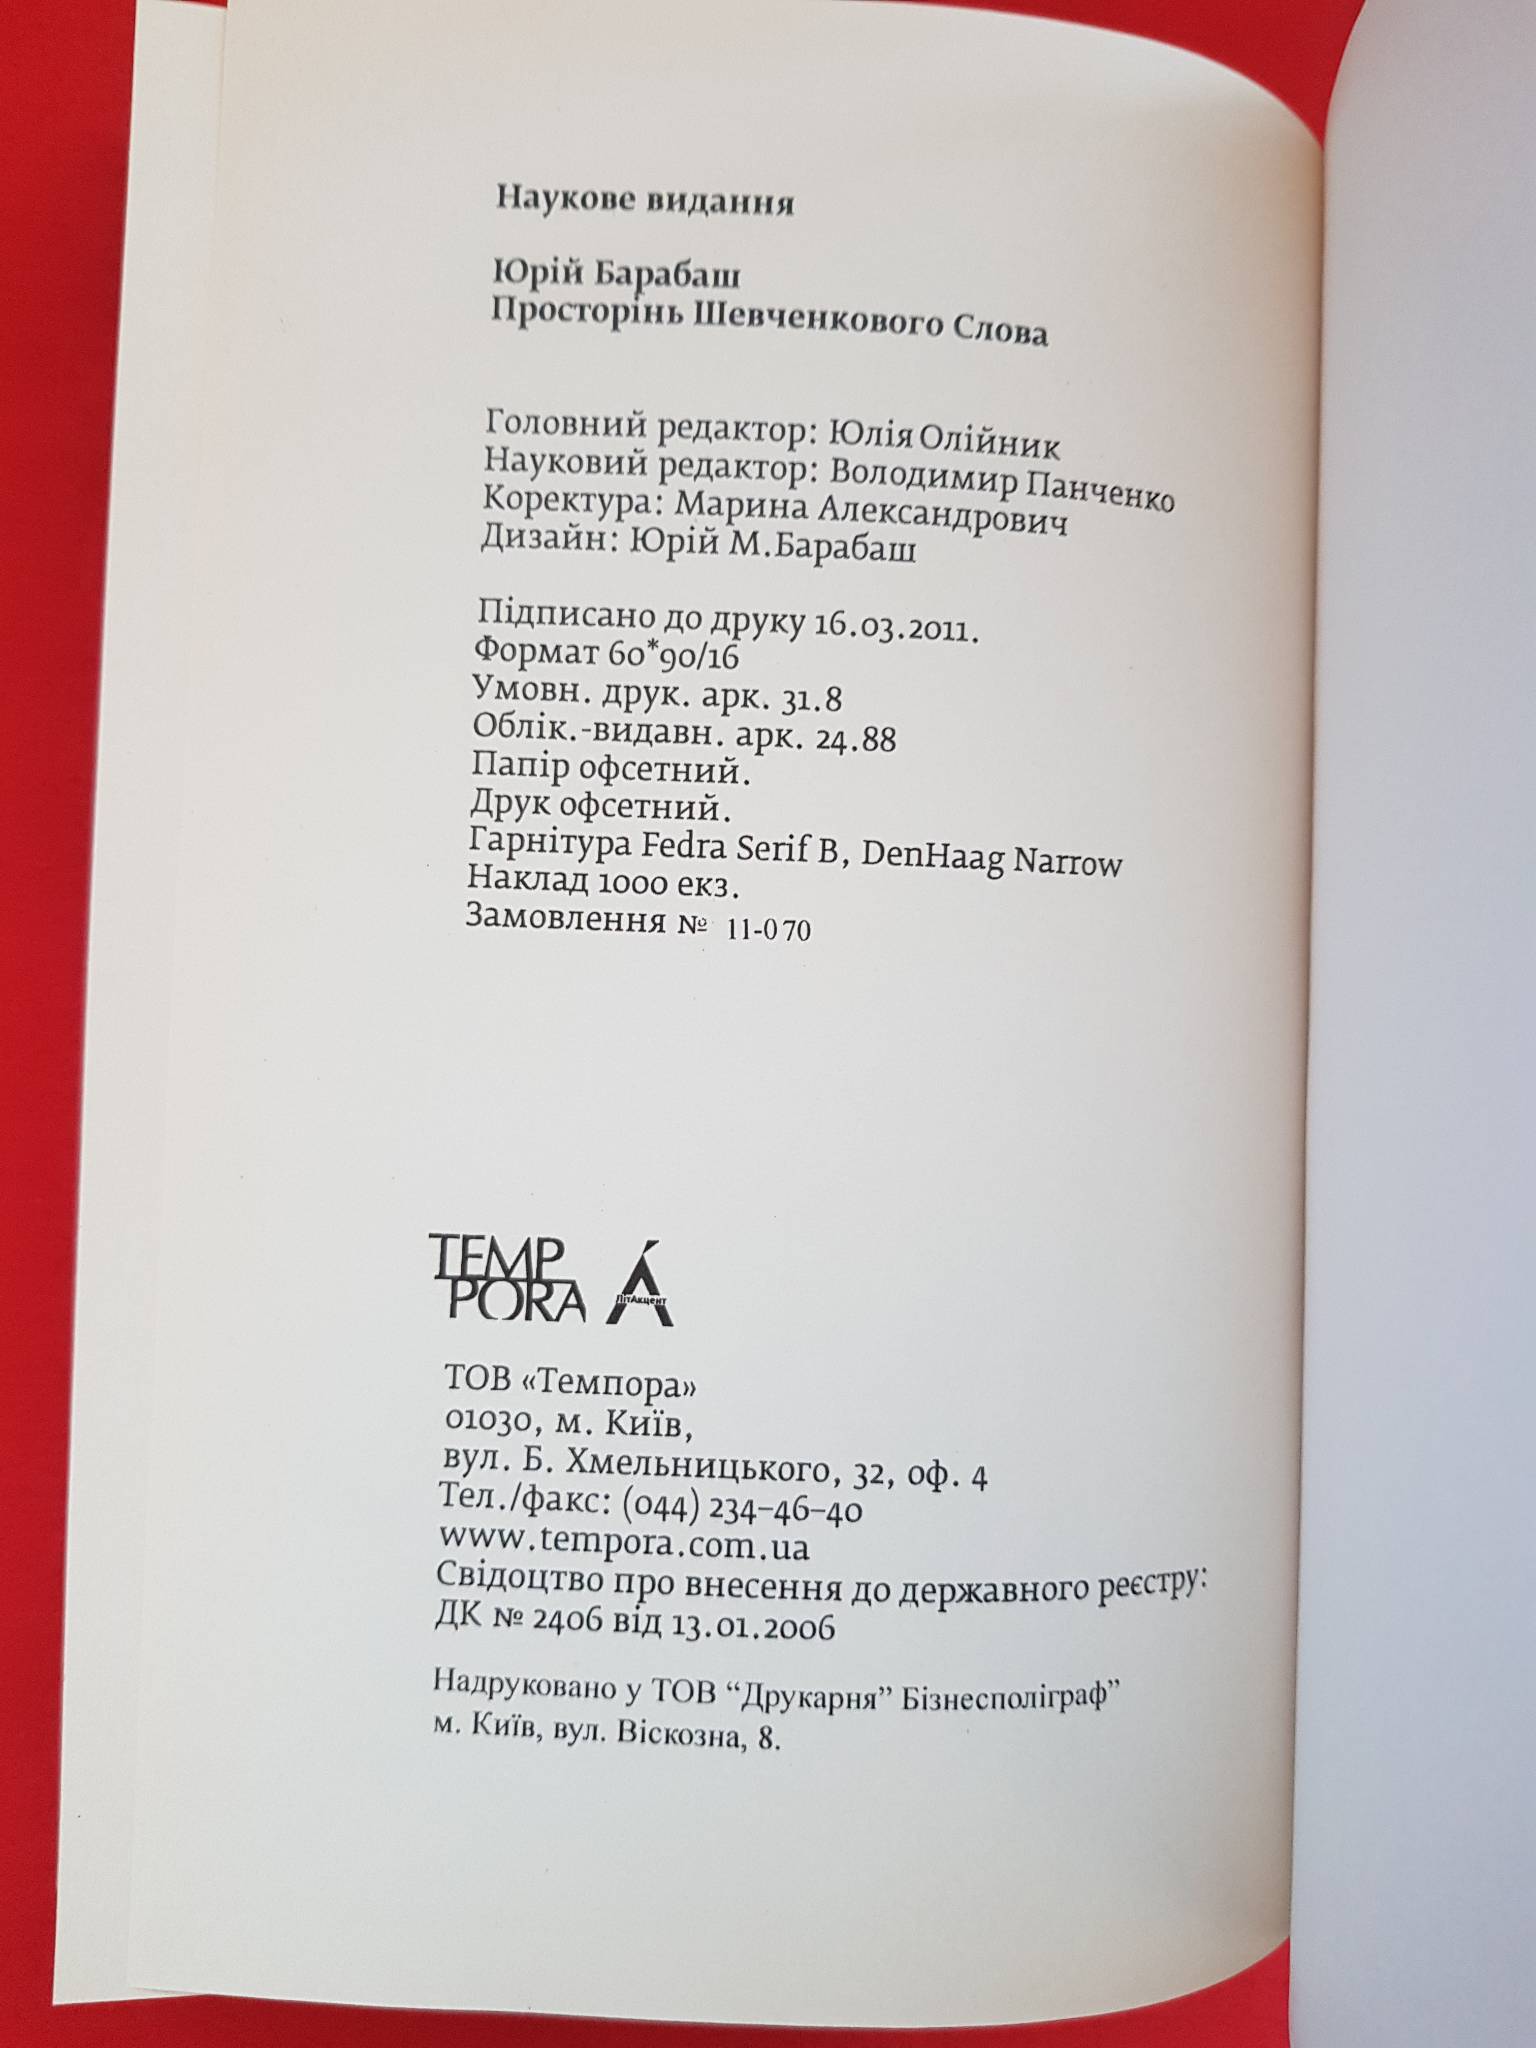 Наукове видання
Юрій Барабаш
Просторінь Шевченкового Слова
Головний редактор: Юлія Олійник
Науковий редактор: Володимир Панченко
Коректура: Марина Александрович
Дизайн: Юрій М.Барабаш
Підписано до друку 16.03.2011.
Формат 60*90/16
Умовн. друк. арк. 31.8
Облік.-видавн. арк. 24.88
Папір офсетний.
Друк офсетний.
Гарнітура Fedra Serif B, DenHaag Narrow
Наклад 1000 екз.
Замовлення № 11-070
TEMP
PORA
ЛітАкцент
ТОВ «Темпора»
01030, м. Київ,
вул. Б. Хмельницького, 32, оф. 4
Тел./факс: (044) 234–46–40
www.tempora.com.ua
Свідоцтво про внесення до державного реєстру:
ДК № 2406 від 13.01.2006
Надруковано у ТОВ “Друкарня” Бізнесполіграф”
м. Київ, вул. Віскозна, 8.